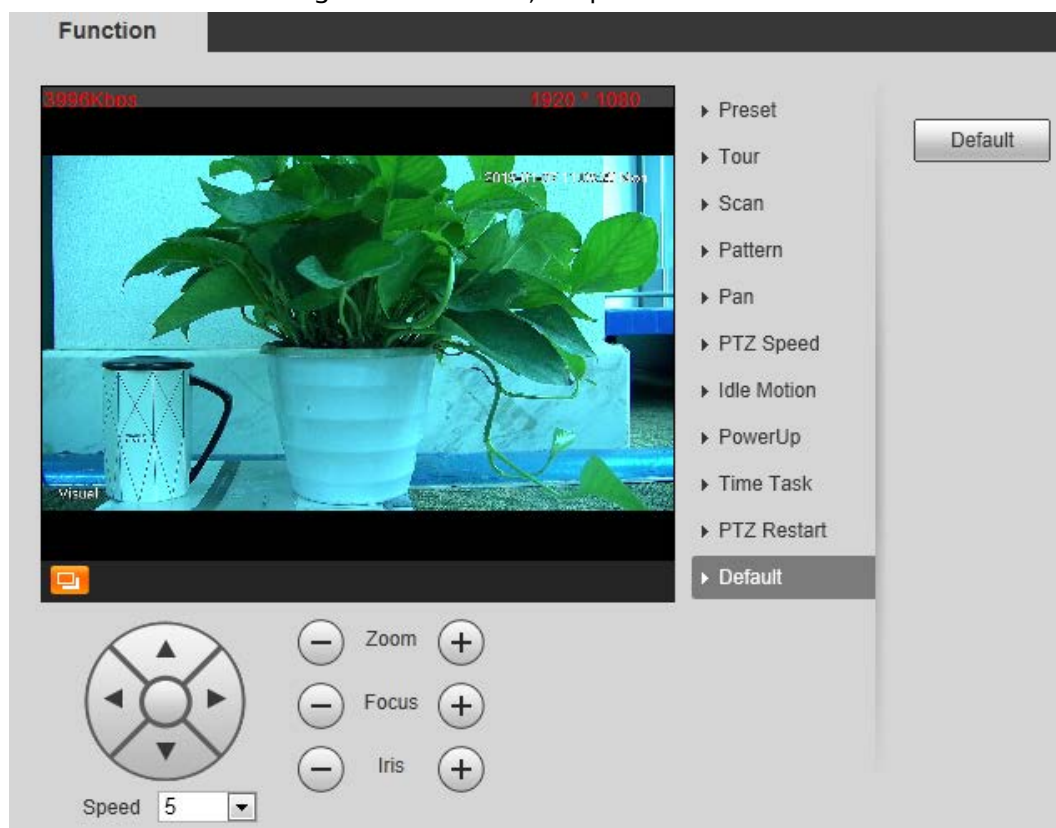 Function
3996Kbps 1920 * 1080
Visuel
Preset
Tour
Scan
Pattern
Pan
PTZ Speed
Idle Motion
PowerUp
Time Task
PTZ Restart
Default
Default
Zoom
Focus
Iris
Speed 5